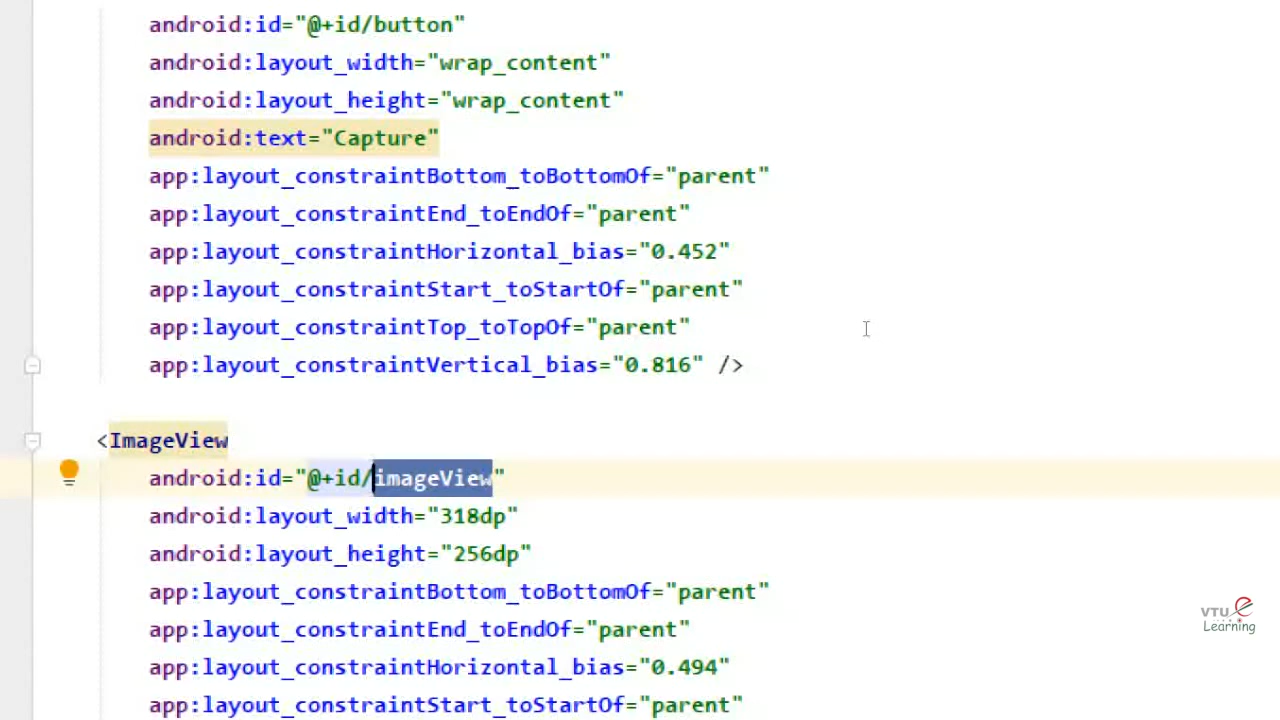 android:id="@+id/button"
android:layout_width="wrap_content"
android:layout_height="wrap_content"
android:text="Capture"
app:layout_constraintBottom_toBottomOf="parent"
app:layout_constraintEnd_toEndOf="parent"
app:layout_constraintHorizontal_bias="0.452"
app:layout_constraintStart_toStartOf="parent"
app:layout_constraintTop_toTopOf="parent"
app:layout_constraintVertical_bias="0.816" />
<ImageView
android:id="@+id/imageView"
android:layout_width="318dp"
android:layout_height="256dp"
app:layout_constraintBottom_toBottomOf="parent"
app:layout_constraintEnd_toEndOf="parent"
app:layout_constraintHorizontal_bias="0.494"
app:layout_constraintStart_toStartOf="parent"
VTU e
Learning